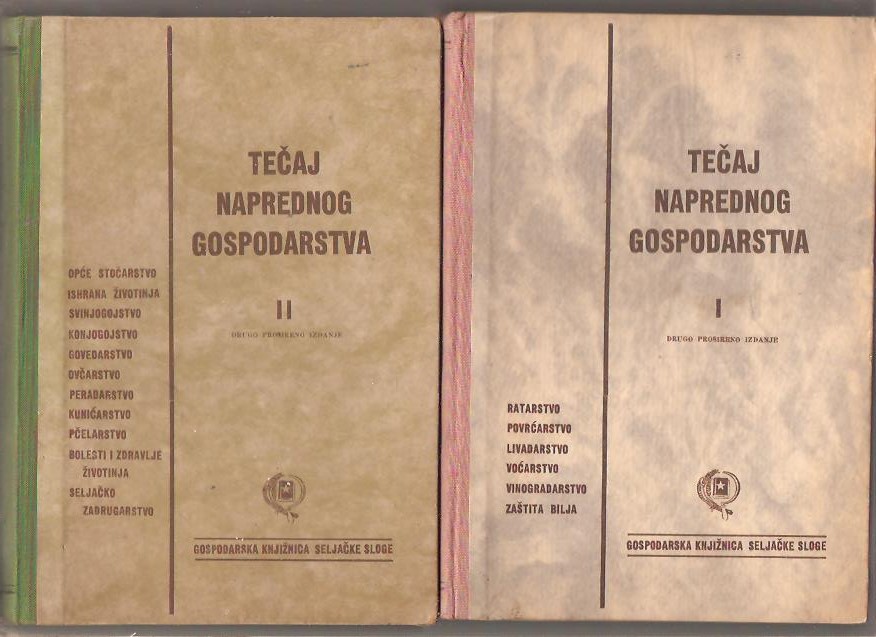 TEČAJ
NAPREDNOG
GOSPODARSTVA
II
DRUGO PROŠIRENO IZDANJE
OPĆE STOČARSTVO
ISHRANA ŽIVOTINJA
SVINJOGOJSTVO
KONJOGOJSTVO
GOVEDARSTVO
OVČARSTVO
PERADARSTVO
KUNIĆARSTVO
PČELARSTVO
BOLESTI I ZDRAVLJE
ŽIVOTINJA
SELJAČKO
ZADRUGARSTVO
GOSPODARSKA KNJIŽNICA SELJAČKE SLOGE
TEČAJ
NAPREDNOG
GOSPODARSTVA
I
DRUGO PROŠIRENO IZDANJE
RATARSTVO
POVRĆARSTVO
LIVADARSTVO
VOĆARSTVO
VINOGRADARSTVO
ZAŠTITA BILJA
GOSPODARSKA KNJIŽNICA SELJAČKE SLOGE